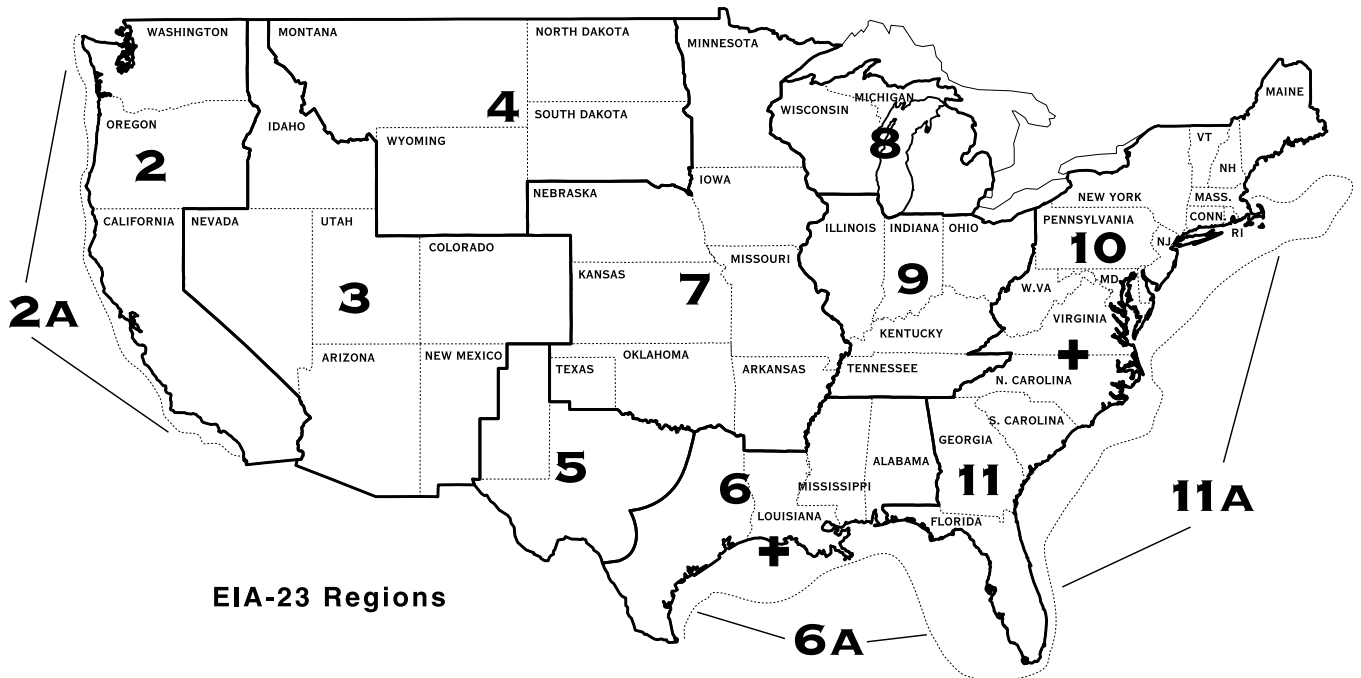 WASHINGTON
MONTANA
NORTH DAKOTA
MINNESOTA
MICHIGAN
WISCONSIN
MAINE
4
8
OREGON
IDAHO
WYOMING
SOUTH DAKOTA
VT
NH
2
IOWA
NEBRASKA
NEW YORK
MASS.
CONN.
RI
CALIFORNIA
NEVADA
UTAH
COLORADO
ILLINOIS
INDIANA
OHIO
PENNSYLVANIA
NJ
10
MISSOURI
KANSAS
W.VA
MD.
2A
3
7
9
VIRGINIA
KENTUCKY
+
ARIZONA
NEW MEXICO
TEXAS
OKLAHOMA
ARKANSAS
TENNESSEE
N. CAROLINA
S. CAROLINA
GEORGIA
5
6
ALABAMA
11
MISSISSIPPI
11A
LOUISIANA
FLORIDA
+
EIA-23 Regions
6A